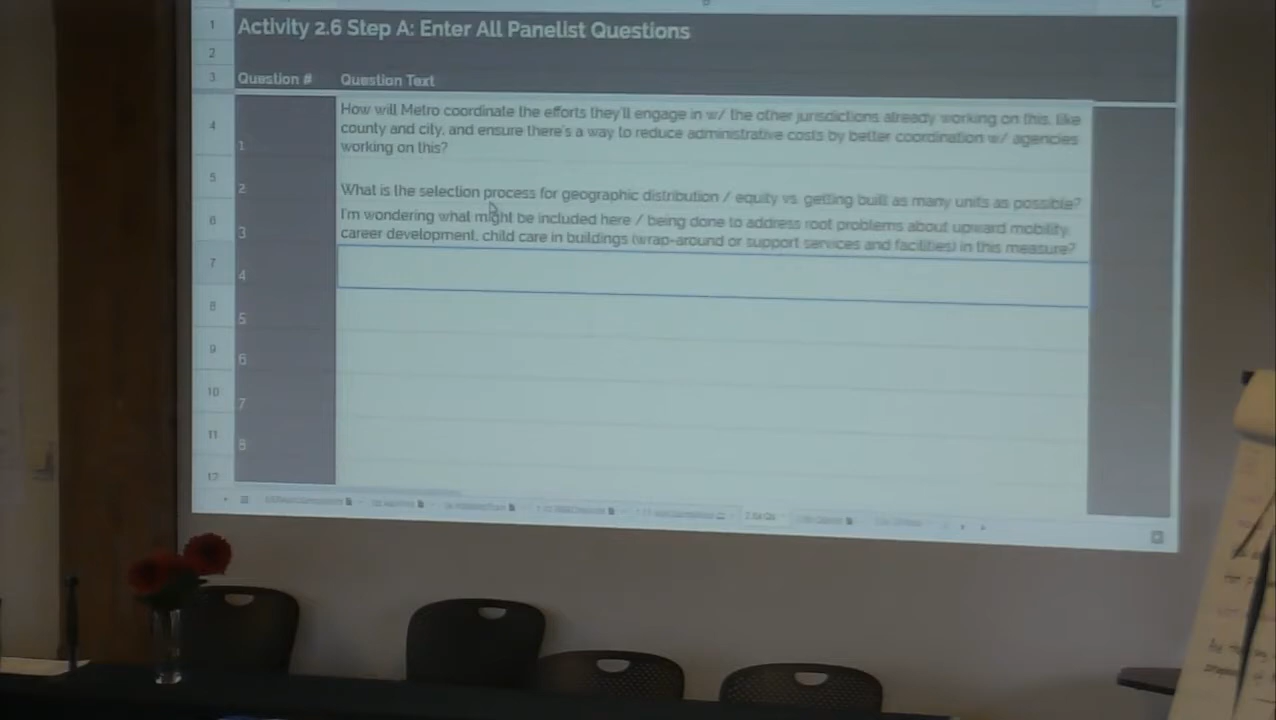 1 Activity 2.6 Step A: Enter All Panelist Questions
2
3 Question # Question Text
4 How will Metro coordinate the efforts they'll engage in w/ the other jurisdictions already working on this, like
county and city, and ensure there's a way to reduce administrative costs by better coordination w/ agencies
1 working on this?
5
2 What is the selection process for geographic distribution / equity vs. getting built as many units as possible?
6 I'm wondering what might be included here / being done to address root problems about upward mobility,
3 career development, child care in buildings (wrap-around or support services and facilities) in this measure?
7
4
8
5
9
6
10
7
11
8
12